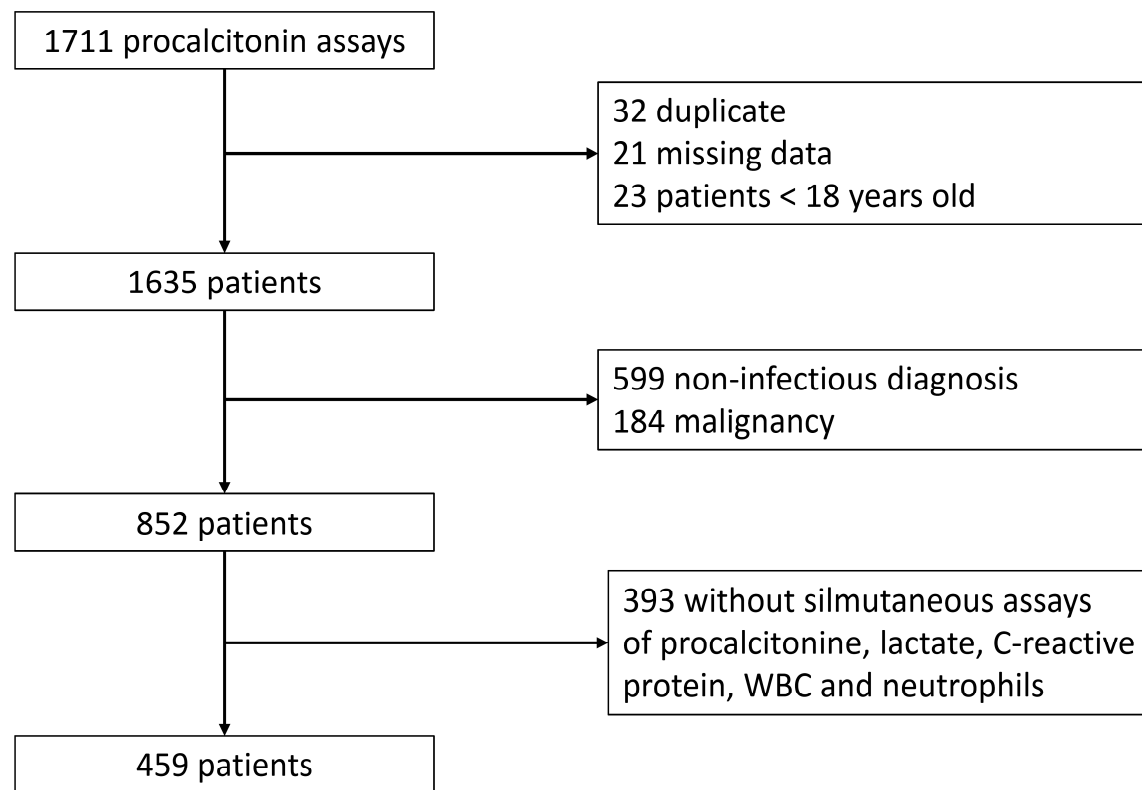 1711 procalcitonin assays
32 duplicate
21 missing data
23 patients < 18 years old
1635 patients
599 non-infectious diagnosis
184 malignancy
852 patients
393 without silmutaneous assays
of procalcitonine, lactate, C-reactive
protein, WBC and neutrophils
459 patients